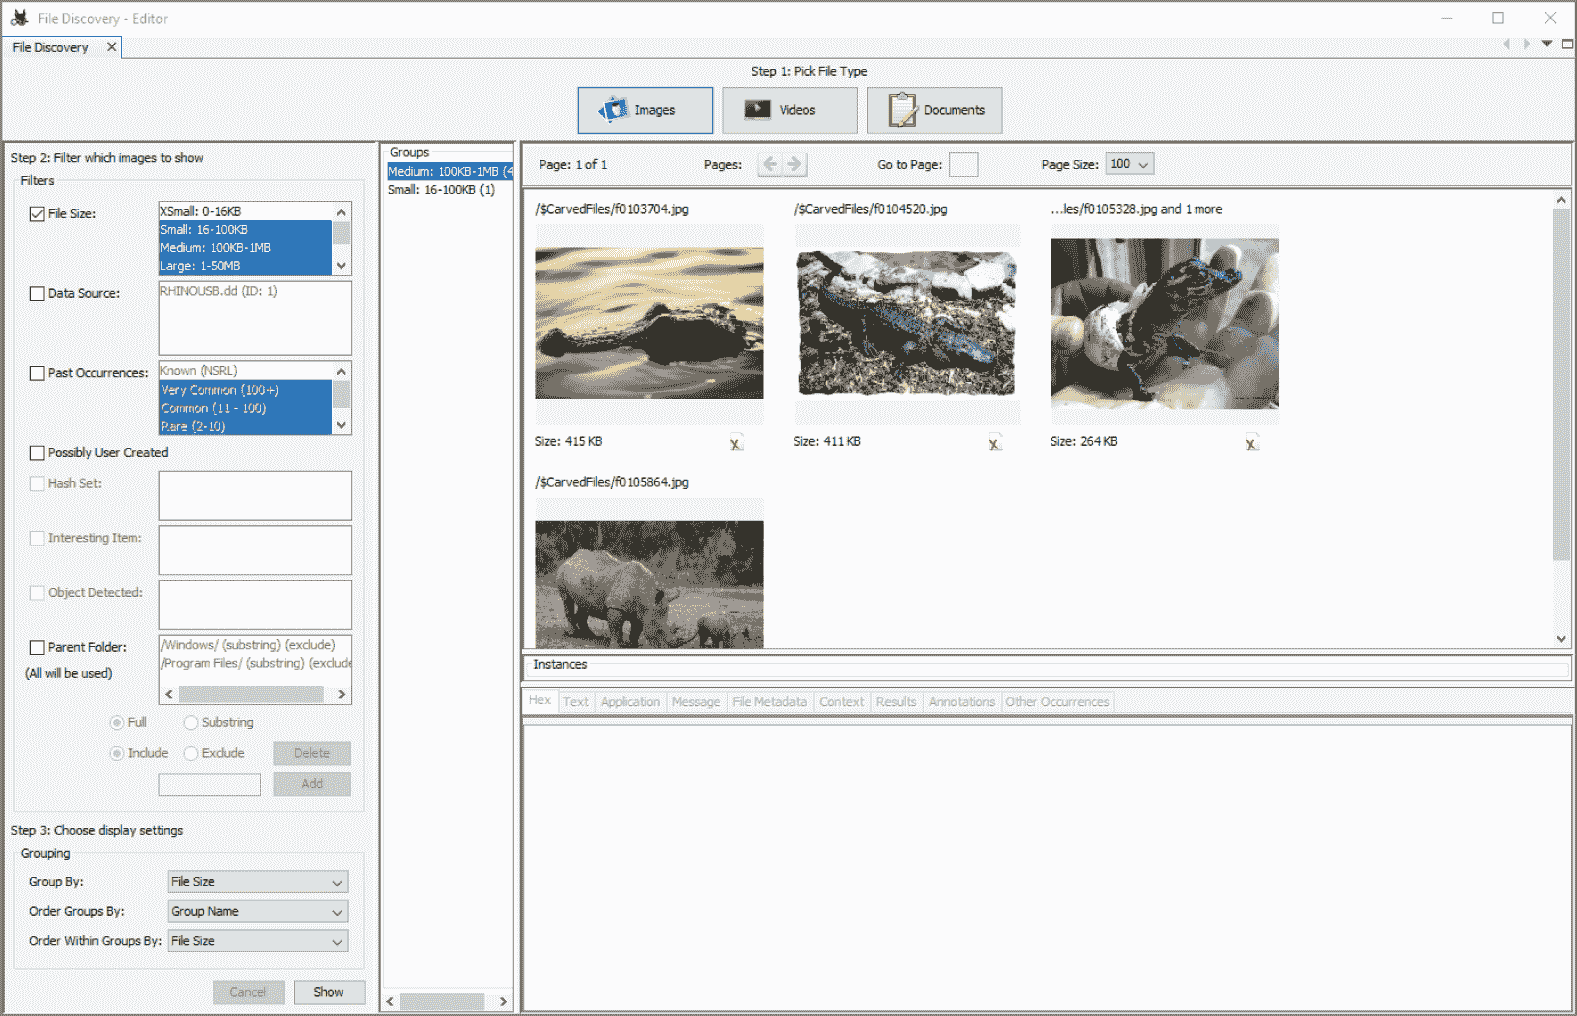 File Discovery - Editor
File Discovery
Step 1: Pick File Type
Images
Videos
Documents
Step 2: Filter which images to show
Filters
File Size:
XSmall: 0-16KB
Small: 16-100KB
Medium: 100KB-1MB
Large: 1-50MB
Data Source:
RHINOUSB.dd (ID: 1)
Past Occurrences:
Known (NSRL)
Very Common (100+)
Common (11 - 100)
Rare (2-10)
Possibly User Created
Hash Set:
Interesting Item:
Object Detected:
Parent Folder:
(All will be used)
/Windows/ (substring) (exclude)
/Program Files/ (substring) (exclude
Full
Substring
Include
Exclude
Delete
Add
Step 3: Choose display settings
Grouping
Group By:
File Size
Order Groups By:
Group Name
Order Within Groups By:
File Size
Cancel
Show
Groups
Medium: 100KB-1MB (4
Small: 16-100KB (1)
Page: 1 of 1
Pages:
Go to Page:
Page Size:
100
/$CarvedFiles/f0103704.jpg
/$CarvedFiles/f0104520.jpg
...les/f0105328.jpg and 1 more
Size: 415 KB
Size: 411 KB
Size: 264 KB
/$CarvedFiles/f0105864.jpg
Instances
Hex
Text
Application
Message
File Metadata
Context
Results
Annotations
Other Occurrences